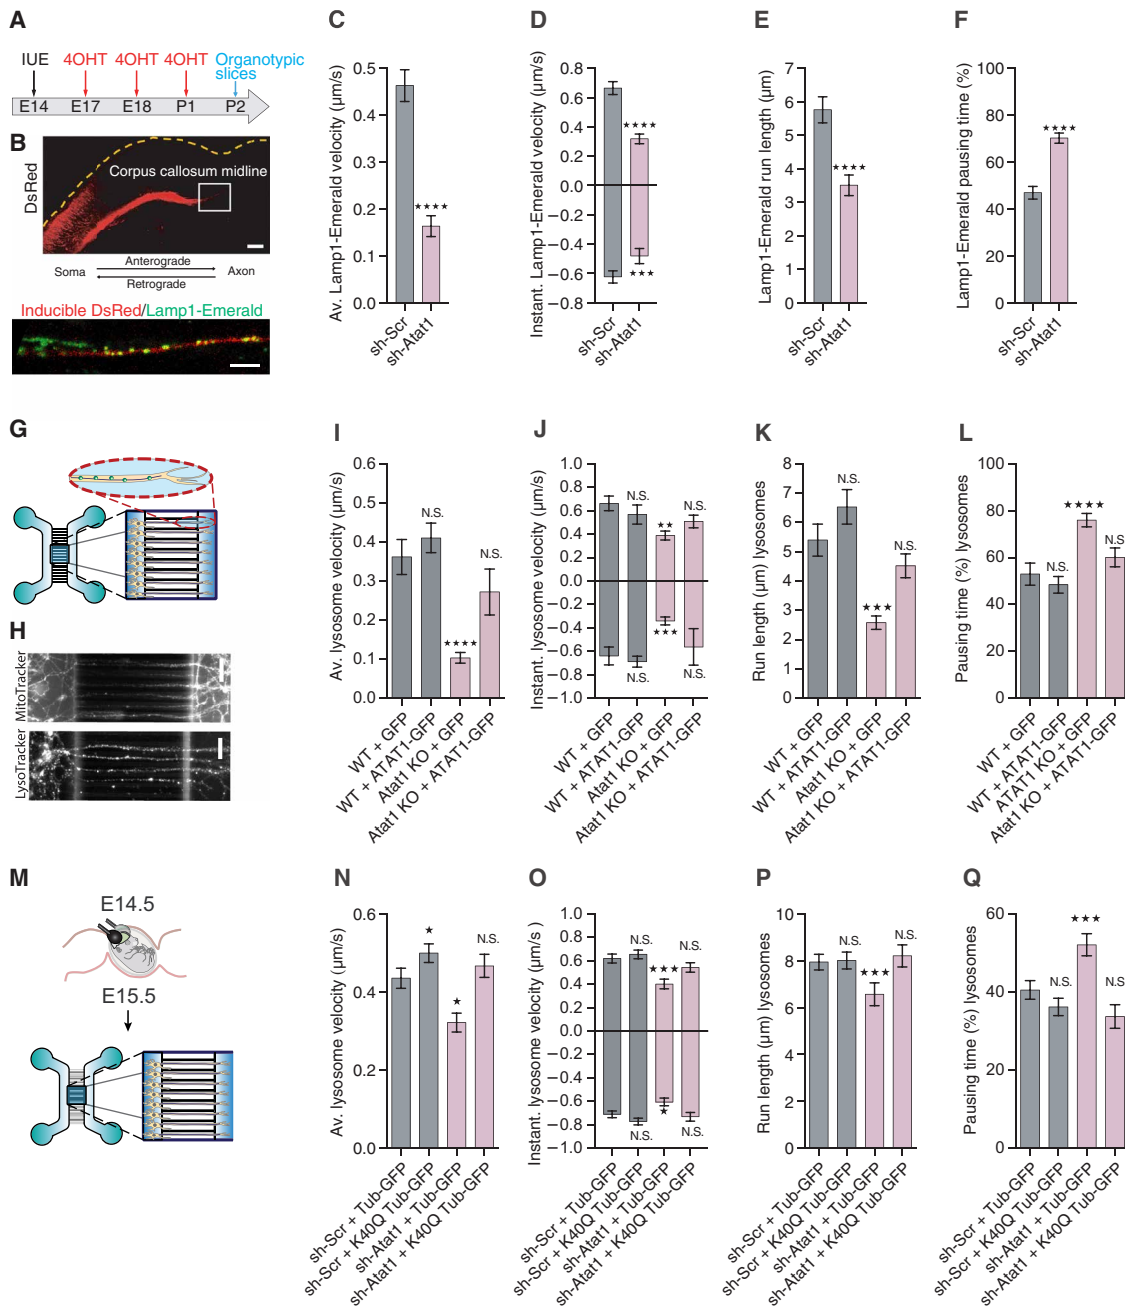 A
IUE 4OHT 4OHT 4OHT Organotypic
slices
E14 E17 E18 P1 P2
B
DsRed
Corpus callosum midline
Anterograde
Soma Axon
Retrograde
Inducible DsRed/Lamp1-Emerald
C
Av. Lamp1-Emerald velocity (μm/s)
0.5
0.4
0.3
0.2
0.1
0.0
★★★★
sh-Scr
sh-Atat1
D
Instant. Lamp1-Emerald velocity (μm/s)
0.8
0.6
0.4
0.2
0.0
−0.2
−0.4
−0.6
−0.8
★★★★
★★★
sh-Scr
sh-Atat1
E
Lamp1-Emerald run length (μm)
7
6
5
4
3
2
1
0
★★★★
sh-Scr
sh-Atat1
F
Lamp1-Emerald pausing time (%)
100
80
60
40
20
0
★★★★
sh-Scr
sh-Atat1
G
H
MitoTracker
LysoTracker
I
Av. lysosome velocity (μm/s)
0.6
0.5
0.4
0.3
0.2
0.1
0.0
N.S.
★★★★
N.S.
WT + GFP
WT + ATAT1-GFP
Atat1 KO + GFP
Atat1 KO + ATAT1-GFP
J
Instant. lysosome velocity (μm/s)
1.0
0.8
0.6
0.4
0.2
0.0
−0.2
−0.4
−0.6
−0.8
−1.0
N.S.
★★
N.S.
N.S.
★★★
N.S.
WT + GFP
WT + ATAT1-GFP
Atat1 KO + GFP
Atat1 KO + ATAT1-GFP
K
Run length (μm) lysosomes
8
7
6
5
4
3
2
1
0
N.S.
★★★
N.S.
WT + GFP
WT + ATAT1-GFP
Atat1 KO + GFP
Atat1 KO + ATAT1-GFP
L
Pausing time (%) lysosomes
100
80
60
40
20
0
N.S.
★★★★
N.S
WT + GFP
WT + ATAT1-GFP
ATAT1 KO + GFP
Atat1 KO + ATAT1-GFP
M
E14.5
E15.5
N
Av. lysosome velocity (μm/s)
0.6
0.4
0.2
0.0
★
★
N.S.
sh-Scr + Tub-GFP
sh-Scr + K40Q Tub-GFP
sh-Atat1 + Tub-GFP
sh-Atat1 + K40Q Tub-GFP
O
Instant. lysosome velocity (μm/s)
1.0
0.8
0.6
0.4
0.2
0.0
−0.2
−0.4
−0.6
−0.8
−1.0
N.S.
★★★
N.S.
N.S.
★
N.S.
sh-Scr + Tub-GFP
sh-Scr + K40Q Tub-GFP
sh-Atat1 + Tub-GFP
sh-Atat1 + K40Q Tub-GFP
P
Run length (μm) lysosomes
10
8
6
4
2
0
N.S.
★★★
N.S.
sh-Scr + Tub-GFP
sh-Scr + K40Q Tub-GFP
sh-Atat1 + Tub-GFP
sh-Atat1 + K40Q Tub-GFP
Q
Pausing time (%) lysosomes
60
40
20
0
N.S.
★★★
N.S
sh-Scr + Tub-GFP
sh-Scr + K40Q Tub-GFP
sh-Atat1 + Tub-GFP
sh-Atat1 + K40Q Tub-GFP